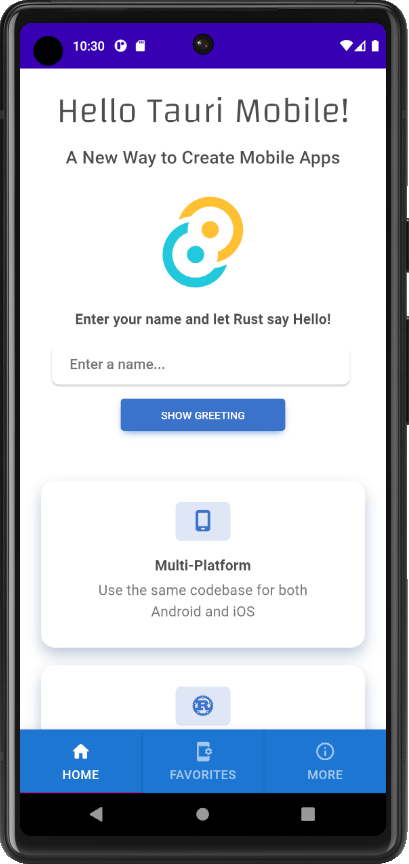 10:30
Hello Tauri Mobile!
A New Way to Create Mobile Apps
Enter your name and let Rust say Hello!
Enter a name...
SHOW GREETING
Multi-Platform
Use the same codebase for both
Android and iOS
R
HOME
FAVORITES
MORE